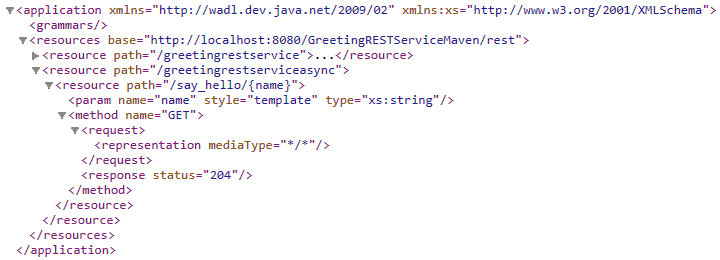 <application xmlns="http://wadl.dev.java.net/2009/02" xmlns:xs="http://www.w3.org/2001/XMLSchema">
<grammars/>
<resources base="http://localhost:8080/GreetingRESTServiceMaven/rest">
<resource path="/greetingrestservice">...</resource>
<resource path="/greetingrestserviceasync">
<resource path="/say_hello/{name}">
<param name="name" style="template" type="xs:string"/>
<method name="GET">
<request>
<representation mediaType="*/*"/>
</request>
<response status="204"/>
</method>
</resource>
</resource>
</resources>
</application>